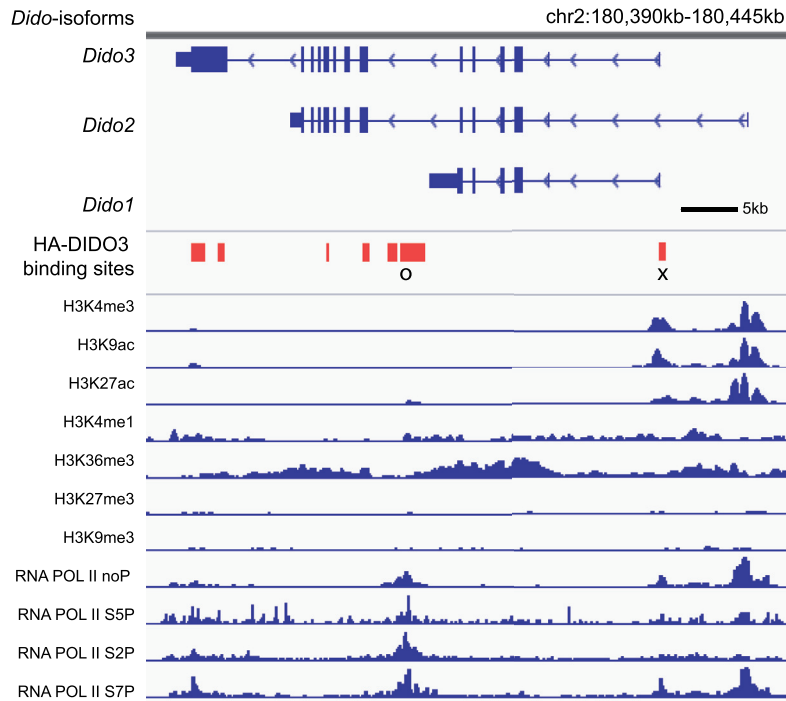 Dido-isoforms chr2:180,390kb-180,445kb
Dido3
Dido2
Dido1
5kb
HA-DIDO3
binding sites
o x
H3K4me3
H3K9ac
H3K27ac
H3K4me1
H3K36me3
H3K27me3
H3K9me3
RNA POL II noP
RNA POL II S5P
RNA POL II S2P
RNA POL II S7P